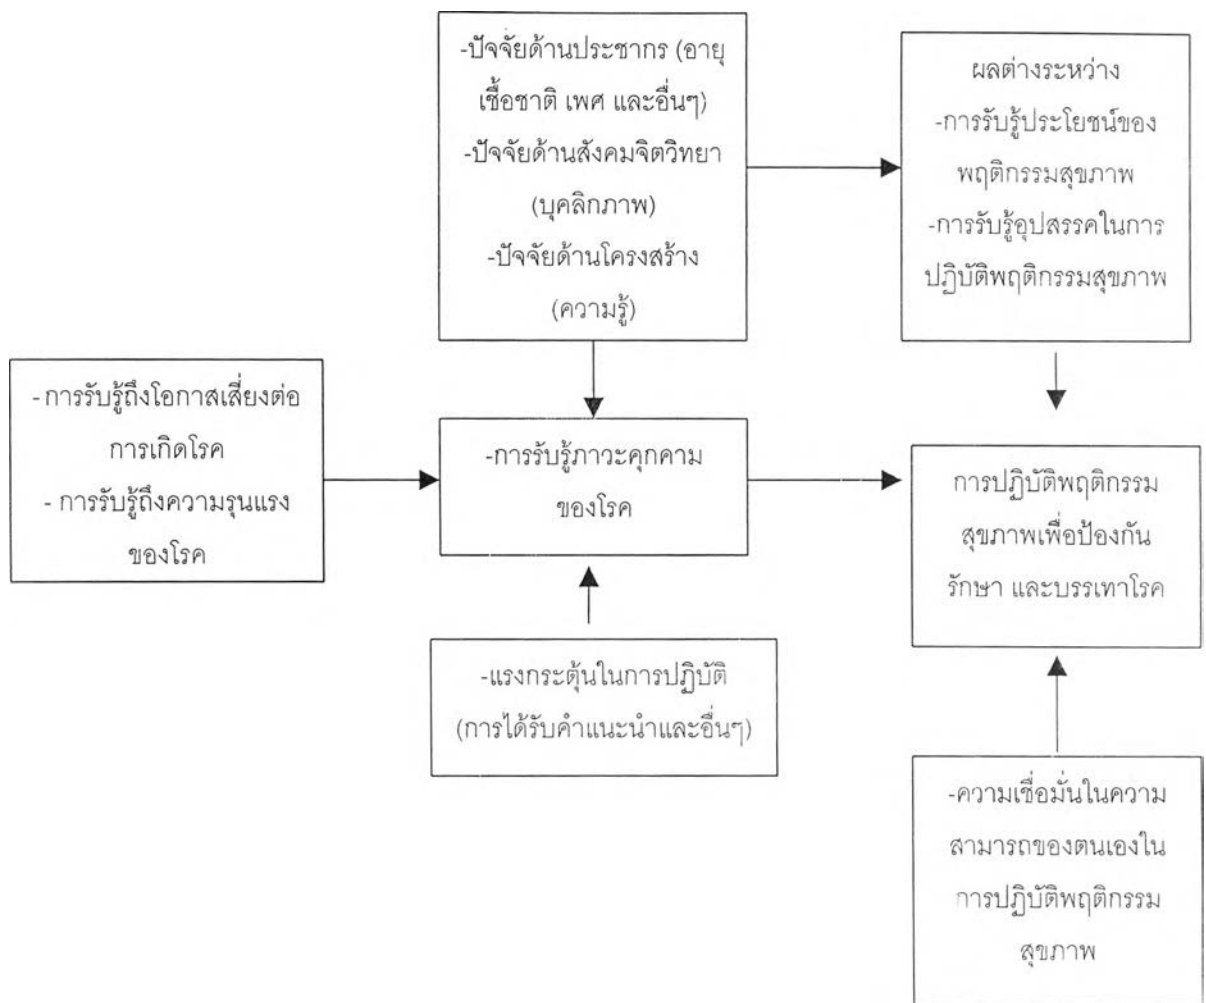 -ปัจจัยด้านประชากร (อายุ
เชื้อชาติ เพศ และอื่นๆ)
-ปัจจัยด้านสังคมจิตวิทยา
(บุคลิกภาพ)
-ปัจจัยด้านโครงสร้าง
(ความรู้)
ผลต่างระหว่าง
-การรับรู้ประโยชน์ของ
พฤติกรรมสุขภาพ
-การรับรู้อุปสรรคในการ
ปฏิบัติพฤติกรรมสุขภาพ
- การรับรู้ถึงโอกาสเสี่ยงต่อ
การเกิดโรค
- การรับรู้ถึงความรุนแรง
ของโรค
-การรับรู้ภาวะคุกคาม
ของโรค
การปฏิบัติพฤติกรรม
สุขภาพเพื่อป้องกัน
รักษา และบรรเทาโรค
-แรงกระตุ้นในการปฏิบัติ
(การได้รับคำแนะนำและอื่นๆ)
-ความเชื่อมั่นในความ
สามารถของตนเองใน
การปฏิบัติพฤติกรรม
สุขภาพ